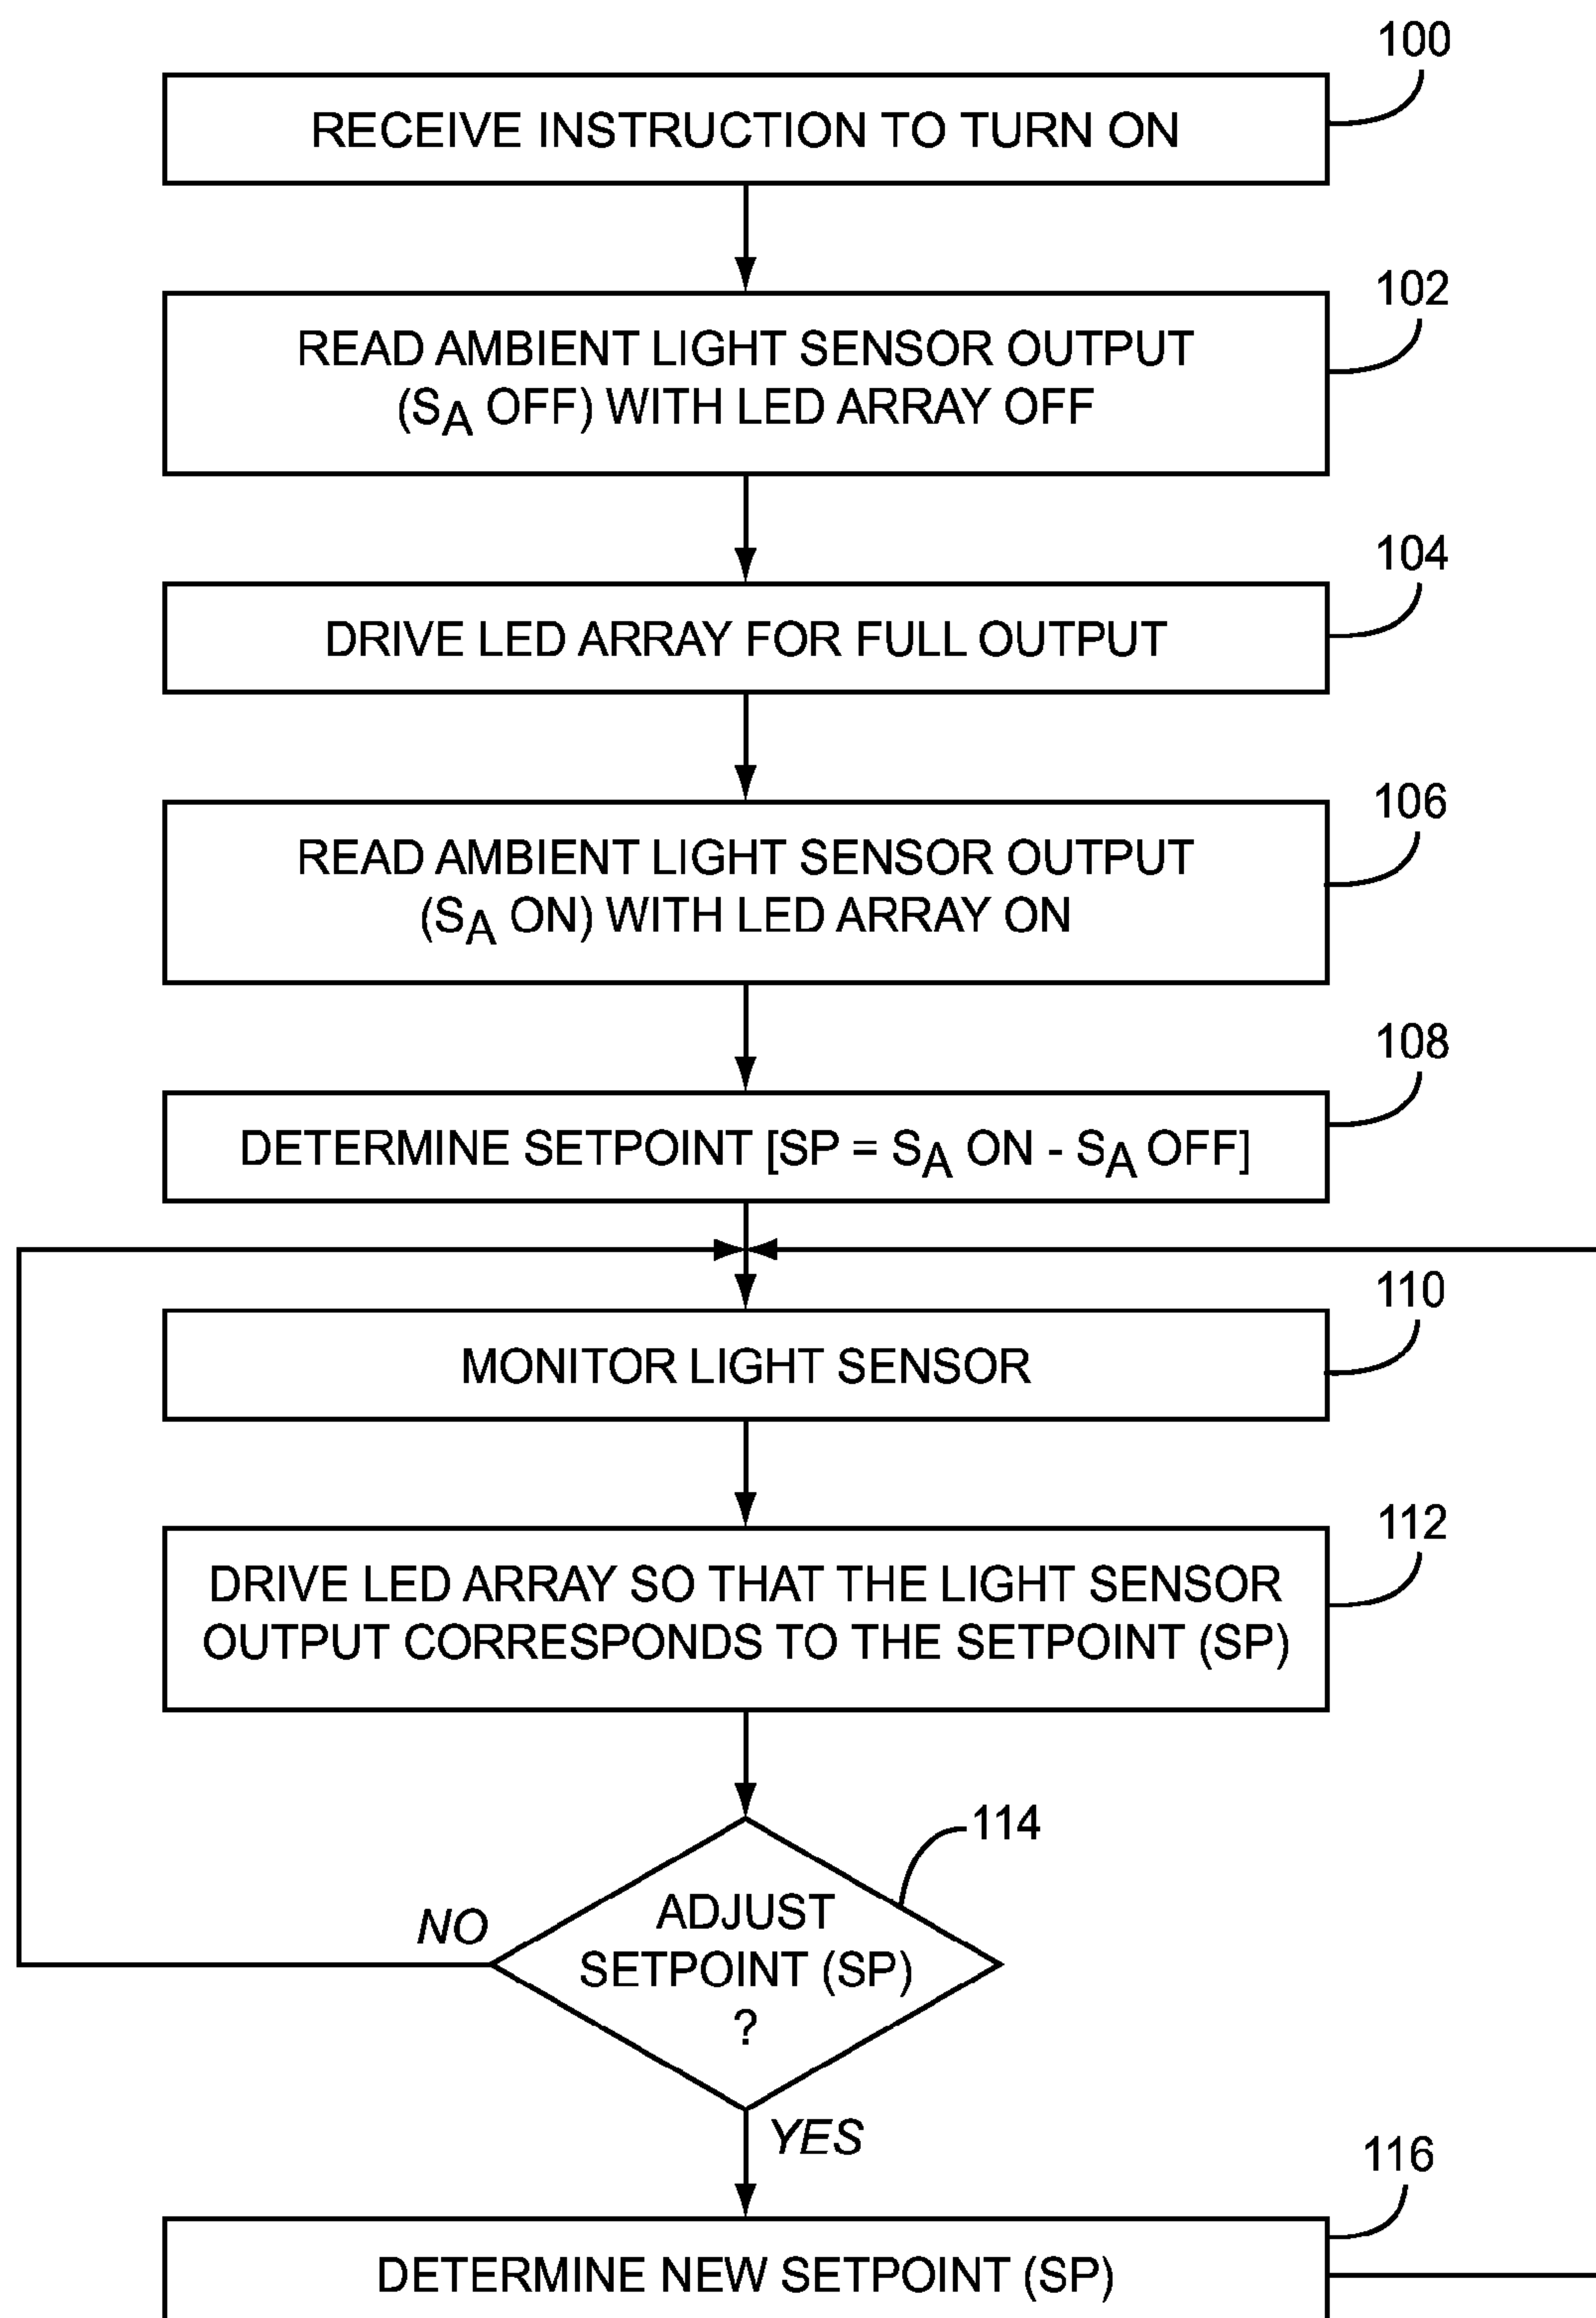 100
RECEIVE INSTRUCTION TO TURN ON
102
READ AMBIENT LIGHT SENSOR OUTPUT
(SA OFF) WITH LED ARRAY OFF
104
DRIVE LED ARRAY FOR FULL OUTPUT
106
READ AMBIENT LIGHT SENSOR OUTPUT
(SA ON) WITH LED ARRAY ON
108
DETERMINE SETPOINT [SP = SA ON - SA OFF]
110
MONITOR LIGHT SENSOR
112
DRIVE LED ARRAY SO THAT THE LIGHT SENSOR
OUTPUT CORRESPONDS TO THE SETPOINT (SP)
114
ADJUST
NO
SETPOINT (SP)
?
YES
116
DETERMINE NEW SETPOINT (SP)